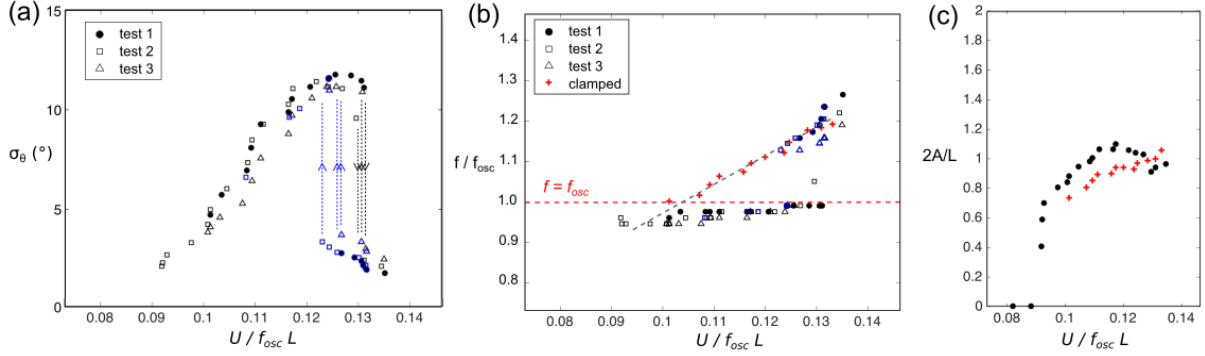 (a)
test 1
test 2
test 3
15
10
5
0
σθ (°)
0.08
0.09
0.1
0.11
0.12
0.13
0.14
U / fosc L
(b)
test 1
test 2
test 3
clamped
1.4
1.3
1.2
1.1
1.0
0.9
0.8
f / fosc
f = fosc
0.08
0.09
0.1
0.11
0.12
0.13
0.14
U / fosc L
(c)
2
1.8
1.6
1.4
1.2
1
0.8
0.6
0.4
0.2
0
2A/L
0.08
0.1
0.12
0.14
U / fosc L